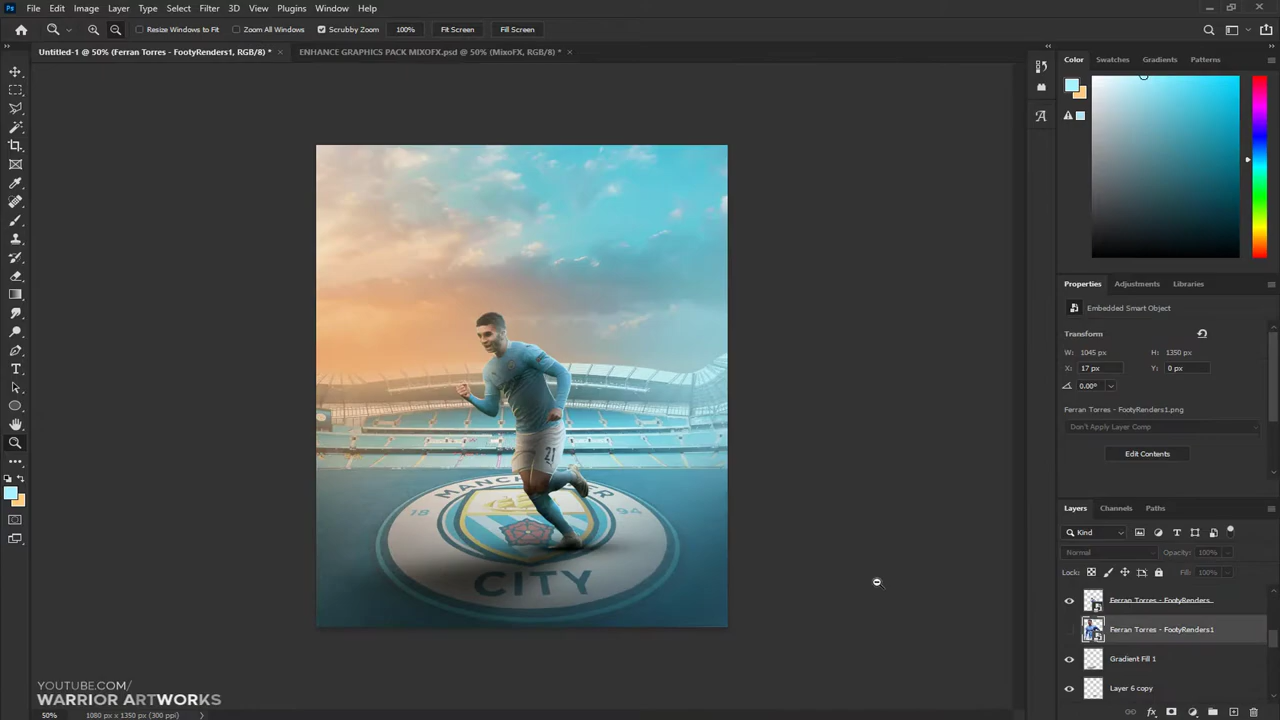 Ps File Edit Image Layer Type Select Filter 3D View Plugins Window Help
Resize Windows to Fit Zoom All Windows Scrubby Zoom 100% Fit Screen Fill Screen
Untitled-1 @ 50% (Ferran Torres - FootyRenders1, RGB/8) * × ENHANCE GRAPHICS PACK MIXOFX.psd @ 50% (MixoFX, RGB/8) * ×
Color Swatches Gradients Patterns
Properties Adjustments Libraries
Embedded Smart Object
Transform
W: 1045 px H: 1350 px
X: 17 px Y: 0 px
0.00°
Ferran Torres - FootyRenders1.png
Don't Apply Layer Comp
Edit Contents
21
MANC ER
18 94
CITY
Layers Channels Paths
Kind
Normal Opacity: 100%
Lock: Fill: 100%
Ferran Torres - FootyRenders...
Ferran Torres - FootyRenders1
Gradient Fill 1
Layer 6 copy
YOUTUBE.COM/
WARRIOR ARTWORKS
50% 1080 px x 1350 px (300 ppi)